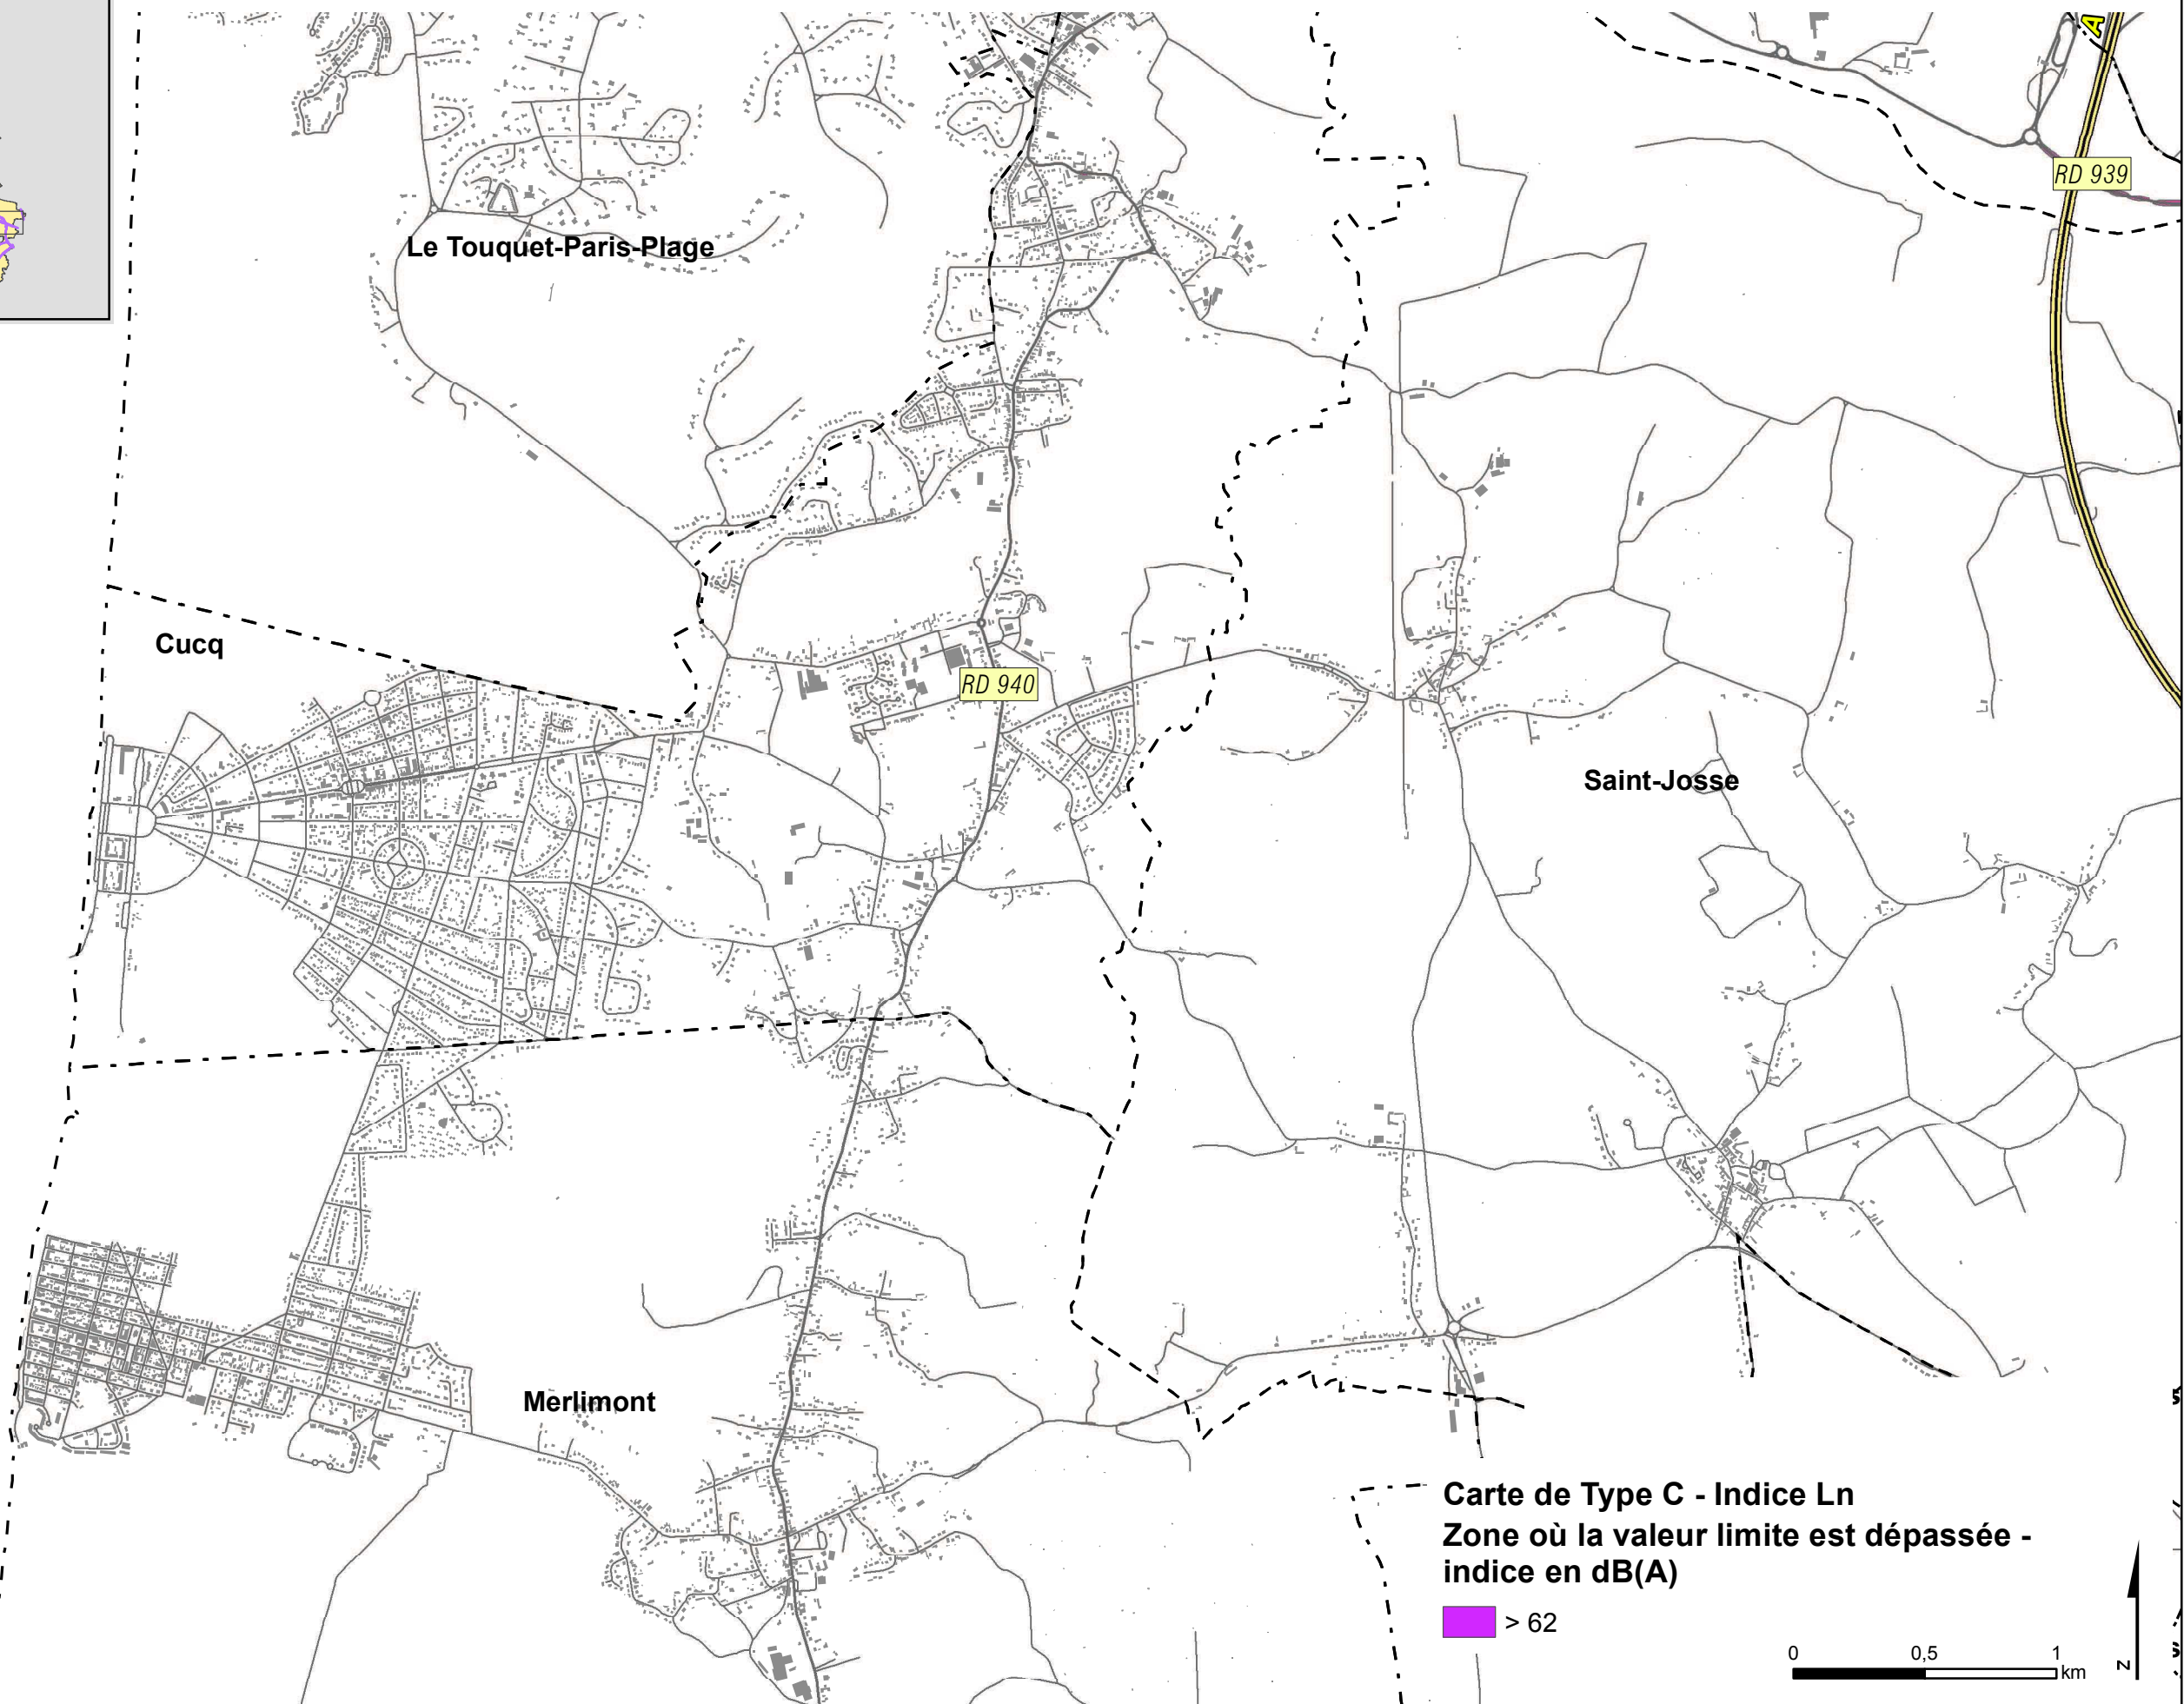 A
RD 939
Le Touquet-Paris-Plage
Cucq
RD 940
Saint-Josse
Merlimont
Carte de Type C - Indice Ln
Zone où la valeur limite est dépassée -
indice en dB(A)
> 62
0 0,5 1
km
N